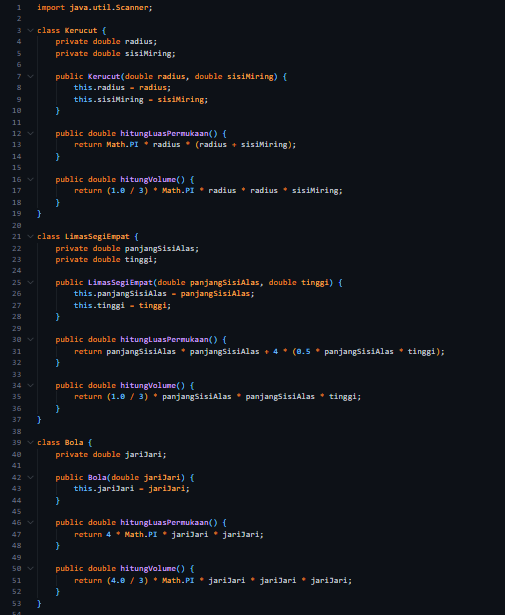 1 import java.util.Scanner;
2
3 class Kerucut {
4 private double radius;
5 private double sisiMiring;
6
7 public Kerucut(double radius, double sisiMiring) {
8 this.radius = radius;
9 this.sisiMiring = sisiMiring;
10 }
11
12 public double hitungLuasPermukaan() {
13 return Math.PI * radius * (radius + sisiMiring);
14 }
15
16 public double hitungVolume() {
17 return (1.0 / 3) * Math.PI * radius * radius * sisiMiring;
18 }
19 }
20
21 class LimasSegiEmpat {
22 private double panjangSisiAlas;
23 private double tinggi;
24
25 public LimasSegiEmpat(double panjangSisiAlas, double tinggi) {
26 this.panjangSisiAlas = panjangSisiAlas;
27 this.tinggi = tinggi;
28 }
29
30 public double hitungLuasPermukaan() {
31 return panjangSisiAlas * panjangSisiAlas + 4 * (0.5 * panjangSisiAlas * tinggi);
32 }
33
34 public double hitungVolume() {
35 return (1.0 / 3) * panjangSisiAlas * panjangSisiAlas * tinggi;
36 }
37 }
38
39 class Bola {
40 private double jariJari;
41
42 public Bola(double jariJari) {
43 this.jariJari = jariJari;
44 }
45
46 public double hitungLuasPermukaan() {
47 return 4 * Math.PI * jariJari * jariJari;
48 }
49
50 public double hitungVolume() {
51 return (4.0 / 3) * Math.PI * jariJari * jariJari * jariJari;
52 }
53 }